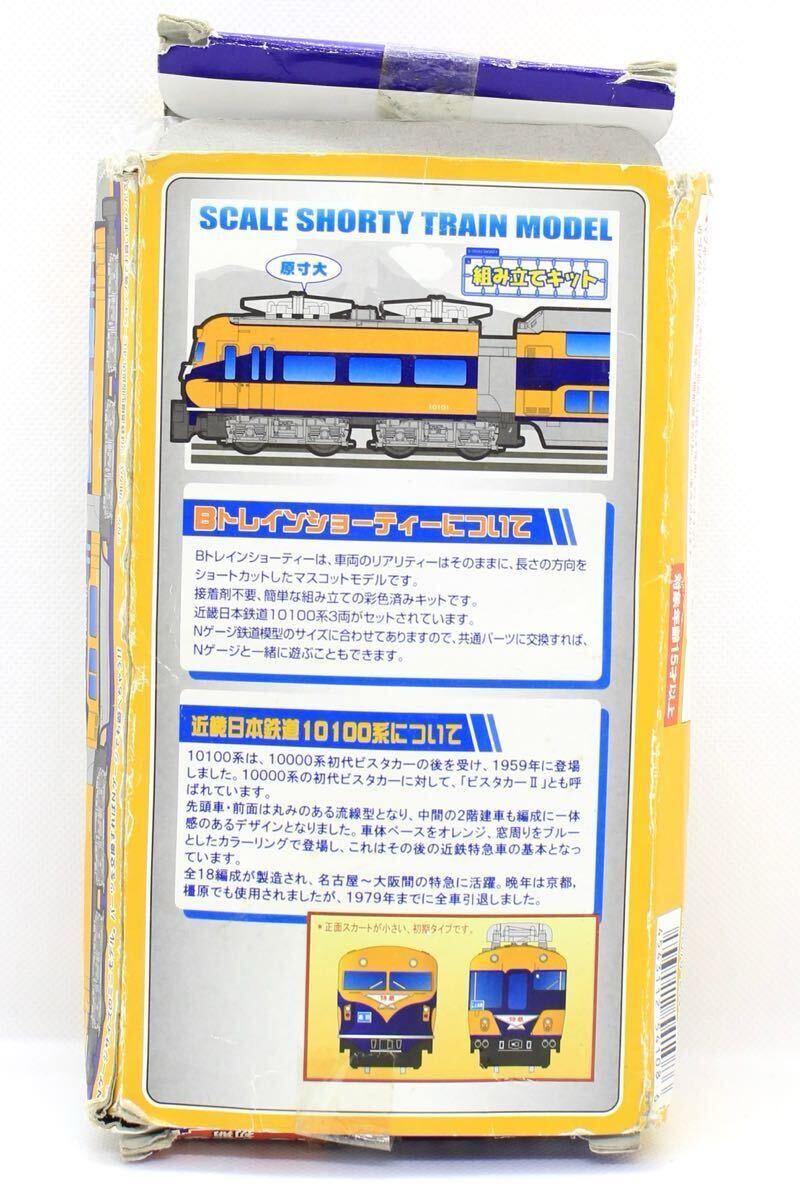 SCALE SHORTY TRAIN MODEL
原寸大
組み立てキット
10101
Bトレインショーティーについて
Bトレインショーティーは、車両のリアリティーはそのままに、長さの方向を
ショートカットしたマスコットモデルです。
接着剤不要、簡単な組み立ての彩色済みキットです。
近畿日本鉄道10100系3両がセットされています。
Nゲージ鉄道模型のサイズに合わせてありますので、共通パーツに交換すれば、
Nゲージと一緒に遊ぶこともできます。
近畿日本鉄道10100系について
10100系は、10000系初代ビスタカーの後を受け、1959年に登場
しました。10000系の初代ビスタカーに対して、「ビスタカーⅡ」とも呼
ばれています。
先頭車・前面は丸みのある流線型となり、中間の2階建車も編成に一体
感のあるデザインとなりました。車体ベースをオレンジ、窓周りをブルー
としたカラーリングで登場し、これはその後の近鉄特急車の基本となっ
ています。
全18編成が製造され、名古屋～大阪間の特急に活躍。晩年は京都，
橿原でも使用されましたが、1979年までに全車引退しました。
*正面スカートが小さい、初期タイプです。
特急
特急
対象年齢15才以上